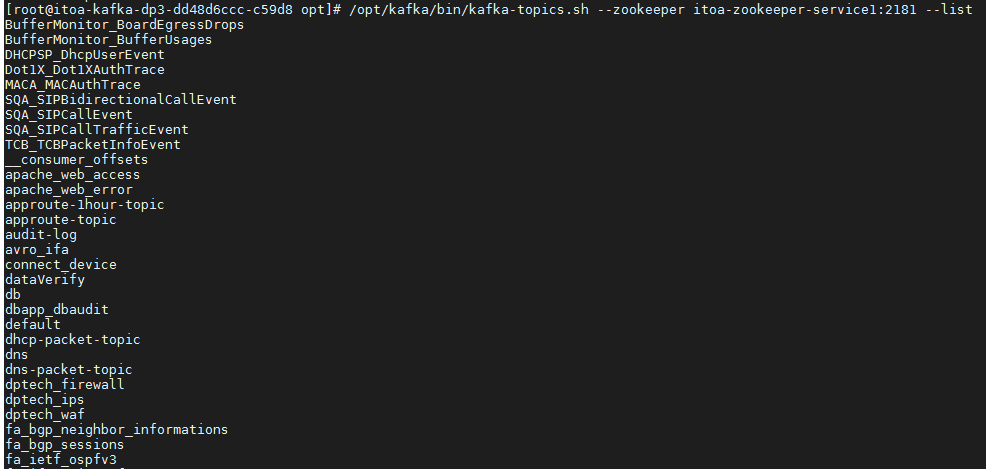 [root@itoa-kafka-dp3-dd48d6ccc-c59d8 opt]# /opt/kafka/bin/kafka-topics.sh --zookeeper itoa-zookeeper-service1:2181 --list
BufferMonitor_BoardEgressDrops
BufferMonitor_BufferUsages
DHCPSP_DhcpUserEvent
Dot1X_Dot1XAuthTrace
MACA_MACAuthTrace
SQA_SIPBidirectionalCallEvent
SQA_SIPCallEvent
SQA_SIPCallTrafficEvent
TCB_TCBPacketInfoEvent
__consumer_offsets
apache_web_access
apache_web_error
approute-1hour-topic
approute-topic
audit-log
avro_ifa
connect_device
dataVerify
db
dbapp_dbaudit
default
dhcp-packet-topic
dns
dns-packet-topic
dptech_firewall
dptech_ips
dptech_waf
fa_bgp_neighbor_informations
fa_bgp_sessions
fa_ietf_ospfv3